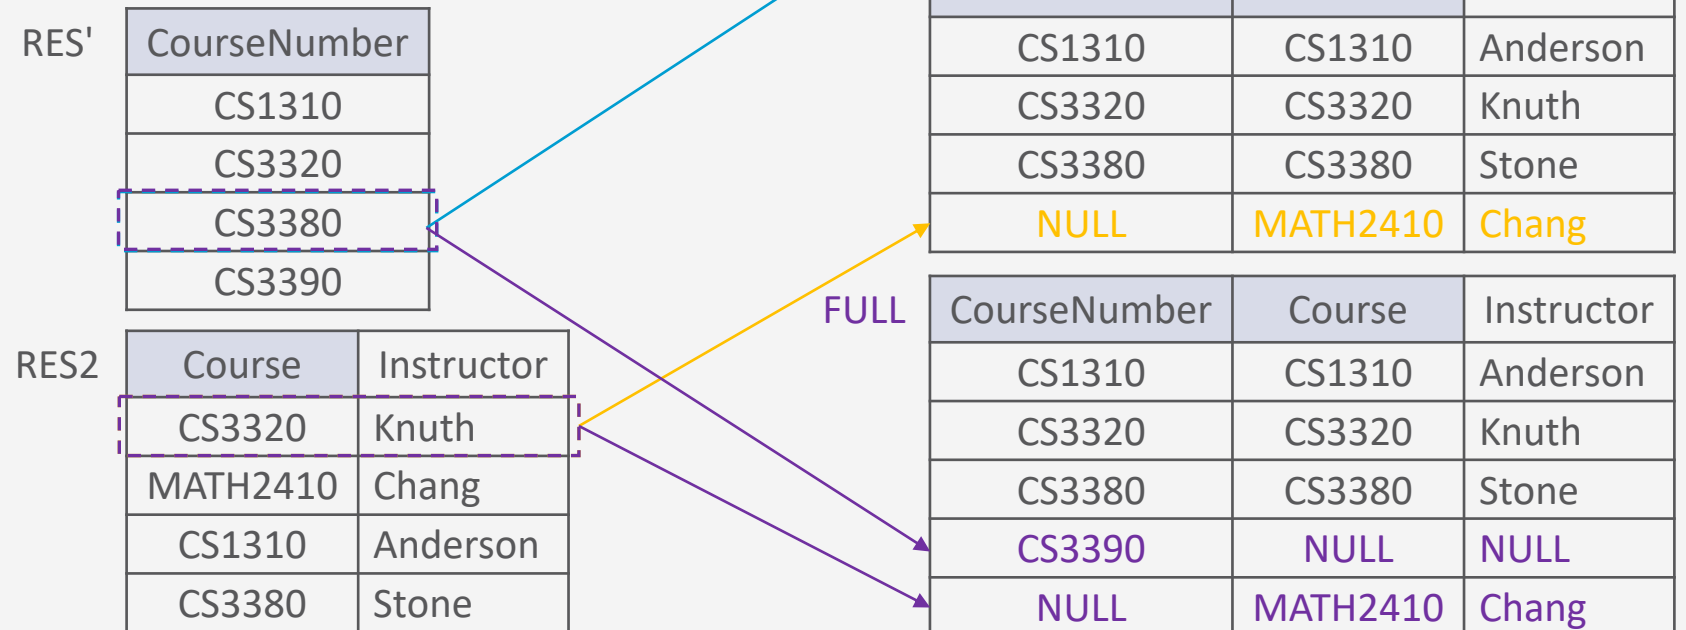 RES'
CourseNumber
CS1310
CS3320
CS3380
CS3390
RES2
Course Instructor
CS3320 Knuth
MATH2410 Chang
CS1310 Anderson
CS3380 Stone
CS1310 CS1310 Anderson
CS3320 CS3320 Knuth
CS3380 CS3380 Stone
NULL MATH2410 Chang
FULL
CourseNumber Course Instructor
CS1310 CS1310 Anderson
CS3320 CS3320 Knuth
CS3380 CS3380 Stone
CS3390 NULL NULL
NULL MATH2410 Chang